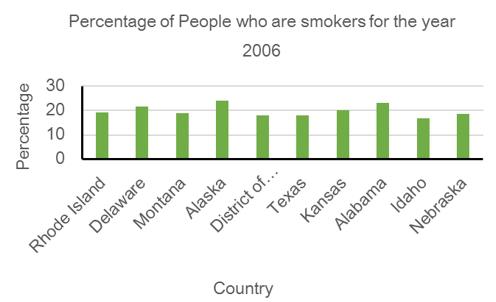 Percentage of People who are smokers for the year
2006
Percentage
30
20
10
0
Rhode Island
Delaware
Montana
Alaska
District of…
Texas
Kansas
Alabama
Idaho
Nebraska
Country